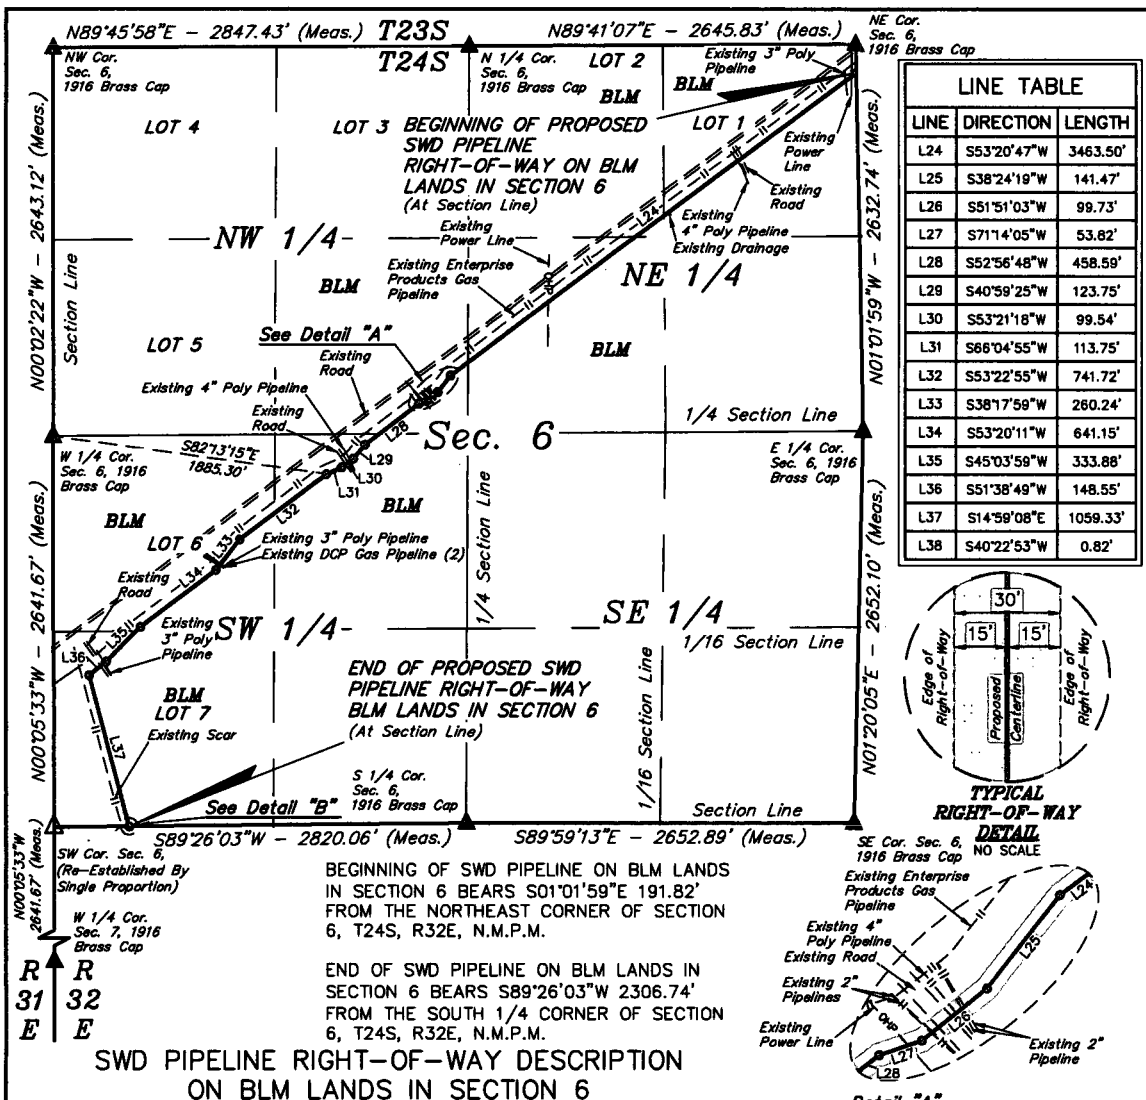 N89°45'58"E - 2847.43' (Meas.)
T23S
N89°41'07"E - 2645.83' (Meas.)
NE Cor.
Sec. 6,
1916 Brass Cap
T24S
NW Cor.
Sec. 6,
1916 Brass Cap
N 1/4 Cor.
Sec. 6,
1916 Brass Cap
LOT 2
BLM
Existing 3" Poly
Pipeline
BLM
LOT 4
LOT 3
LOT 1
BEGINNING OF PROPOSED
SWD PIPELINE
RIGHT-OF-WAY ON BLM
LANDS IN SECTION 6
(At Section Line)
Existing
Power
Line
Existing
Road
Existing
4" Poly Pipeline
Existing Drainage
L24
N00°02'22"W - 2643.12' (Meas.)
Section Line
N01°01'59"W - 2632.74' (Meas.)
NW 1/4
Existing
Power Line
NE 1/4
Existing Enterprise
Products Gas
Pipeline
BLM
BLM
LOT 5
See Detail "A"
Existing
Road
Existing 4" Poly Pipeline
Existing
Road
1/4 Section Line
L28
Sec. 6
S82°13'15"E
1885.30'
W 1/4 Cor.
Sec. 6, 1916
Brass Cap
L29
L30
L31
E 1/4 Cor.
Sec. 6, 1916
Brass Cap
BLM
BLM
L32
1/4 Section Line
LOT 6
L33
Existing 3" Poly Pipeline
Existing DCP Gas Pipeline (2)
L34
Existing
Road
N00°05'33"W - 2641.67' (Meas.)
N01°20'05"E - 2652.10' (Meas.)
L35
Existing
3" Poly
Pipeline
SW 1/4
SE 1/4
1/16 Section Line
L36
BLM
LOT 7
Existing Scar
L37
END OF PROPOSED SWD
PIPELINE RIGHT-OF-WAY
BLM LANDS IN SECTION 6
(At Section Line)
1/16 Section Line
S 1/4 Cor.
Sec. 6,
1916 Brass Cap
See Detail "B"
Section Line
S89°26'03"W - 2820.06' (Meas.)
S89°59'13"E - 2652.89' (Meas.)
SW Cor. Sec. 6,
(Re-Established By
Single Proportion)
SE Cor. Sec. 6,
1916 Brass Cap
N00°05'33"W
2641.67' (Meas.)
W 1/4 Cor.
Sec. 7, 1916
Brass Cap
R R
31 32
E E
LINE TABLE
LINE DIRECTION LENGTH
L24 S53°20'47"W 3463.50'
L25 S38°24'19"W 141.47'
L26 S51°51'03"W 99.73'
L27 S71°14'05"W 53.82'
L28 S52°56'48"W 458.59'
L29 S40°59'25"W 123.75'
L30 S53°21'18"W 99.54'
L31 S66°04'55"W 113.75'
L32 S53°22'55"W 741.72'
L33 S38°17'59"W 260.24'
L34 S53°20'11"W 641.15'
L35 S45°03'59"W 333.88'
L36 S51°38'49"W 148.55'
L37 S14°59'08"E 1059.33'
L38 S40°22'53"W 0.82'
30'
15' 15'
Edge of
Right-of-Way
Proposed
Centerline
Edge of
Right-of-Way
TYPICAL
RIGHT-OF-WAY
DETAIL
NO SCALE
BEGINNING OF SWD PIPELINE ON BLM LANDS
IN SECTION 6 BEARS S01°01'59"E 191.82'
FROM THE NORTHEAST CORNER OF SECTION
6, T24S, R32E, N.M.P.M.
END OF SWD PIPELINE ON BLM LANDS IN
SECTION 6 BEARS S89°26'03"W 2306.74'
FROM THE SOUTH 1/4 CORNER OF SECTION
6, T24S, R32E, N.M.P.M.
SWD PIPELINE RIGHT-OF-WAY DESCRIPTION
ON BLM LANDS IN SECTION 6
Existing Enterprise
Products Gas
Pipeline
L24
Existing 4"
Poly Pipeline
Existing Road
L25
Existing 2"
Pipelines
OHP
Existing
Power Line
L26
L27
L28
Existing 2"
Pipeline
Detail "A"